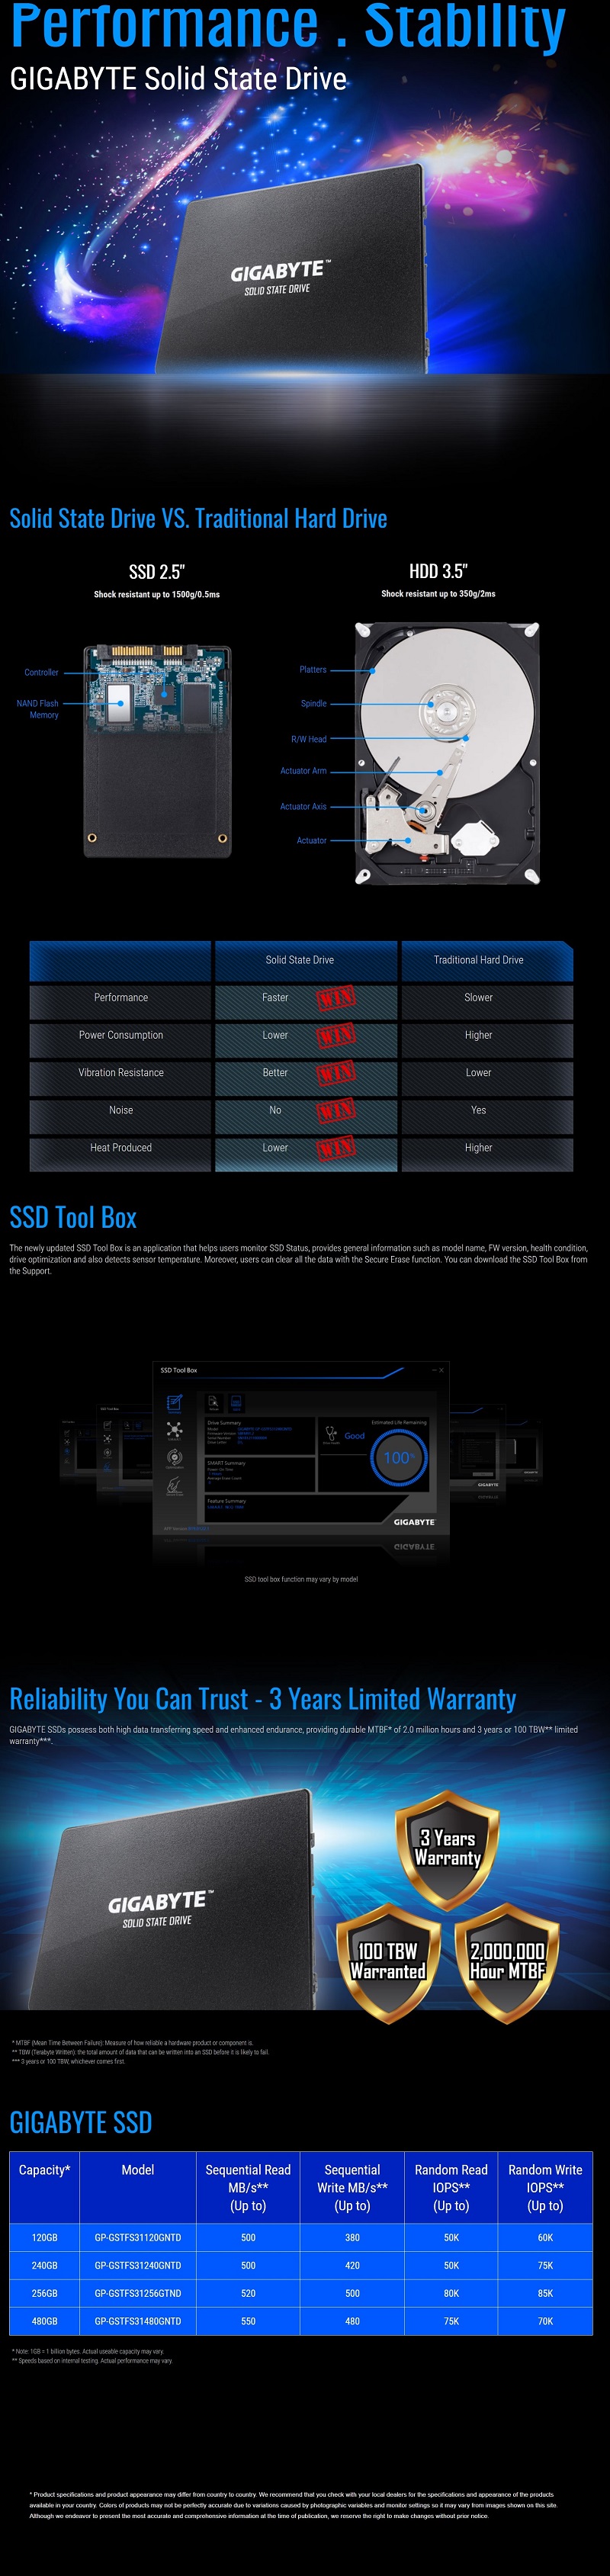 Performance . Stability
GIGABYTE Solid State Drive
GIGABYTE™
SOLID STATE DRIVE
Solid State Drive VS. Traditional Hard Drive
SSD 2.5"
Shock resistant up to 1500g/0.5ms
Controller
NAND Flash
Memory
HDD 3.5"
Shock resistant up to 350g/2ms
Platters
Spindle
R/W Head
Actuator Arm
Actuator Axis
Actuator
Solid State Drive Traditional Hard Drive
Performance Faster WIN Slower
Power Consumption Lower WIN Higher
Vibration Resistance Better WIN Lower
Noise No WIN Yes
Heat Produced Lower WIN Higher
SSD Tool Box
The newly updated SSD Tool Box is an application that helps users monitor SSD Status, provides general information such as model name, FW version, health condition,
drive optimization and also detects sensor temperature. Moreover, users can clear all the data with the Secure Erase function. You can download the SSD Tool Box from
the Support.
SSD Tool Box
Drive Summary
SMART Summary
Feature Summary
Good
Estimated Life Remaining
100%
GIGABYTE
GIGABYTE
GIGABYTE
SSD tool box function may vary by model
Reliability You Can Trust - 3 Years Limited Warranty
GIGABYTE SSDs possess both high data transferring speed and enhanced endurance, providing durable MTBF* of 2.0 million hours and 3 years or 100 TBW** limited
warranty***.
GIGABYTE™
SOLID STATE DRIVE
3 Years
Warranty
100 TBW
Warranted
2,000,000
Hour MTBF
* MTBF (Mean Time Between Failure): Measure of how reliable a hardware product or component is.
** TBW (Terabyte Written): the total amount of data that can be written into an SSD before it is likely to fail.
*** 3 years or 100 TBW, whichever comes first.
GIGABYTE SSD
Capacity* Model Sequential Read MB/s** (Up to) Sequential Write MB/s** (Up to) Random Read IOPS** (Up to) Random Write IOPS** (Up to)
120GB GP-GSTFS31120GNTD 500 380 50K 60K
240GB GP-GSTFS31240GNTD 500 420 50K 75K
256GB GP-GSTFS31256GTND 520 500 80K 85K
480GB GP-GSTFS31480GNTD 550 480 75K 70K
* Note: 1GB = 1 billion bytes. Actual useable capacity may vary.
** Speeds based on internal testing. Actual performance may vary.
* Product specifications and product appearance may differ from country to country. We recommend that you check with your local dealers for the specifications and appearance of the products
available in your country. Colors of products may not be perfectly accurate due to variations caused by photographic variables and monitor settings so it may vary from images shown on this site.
Although we endeavor to present the most accurate and comprehensive information at the time of publication, we reserve the right to make changes without prior notice.